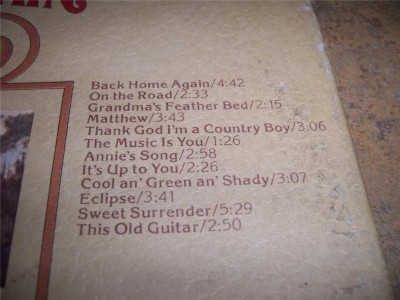 Back Home Again/4:42
On the Road/2:33
Grandma's Feather Bed/2:15
Matthew/3:43
Thank God I'm a Country Boy/3:06
The Music Is You/1:26
Annie's Song/2:58
It's Up to You/2:28
Cool an' Green an' Shady/3:07
Eclipse/3:41
Sweet Surrender/5:29
This Old Guitar/2:50